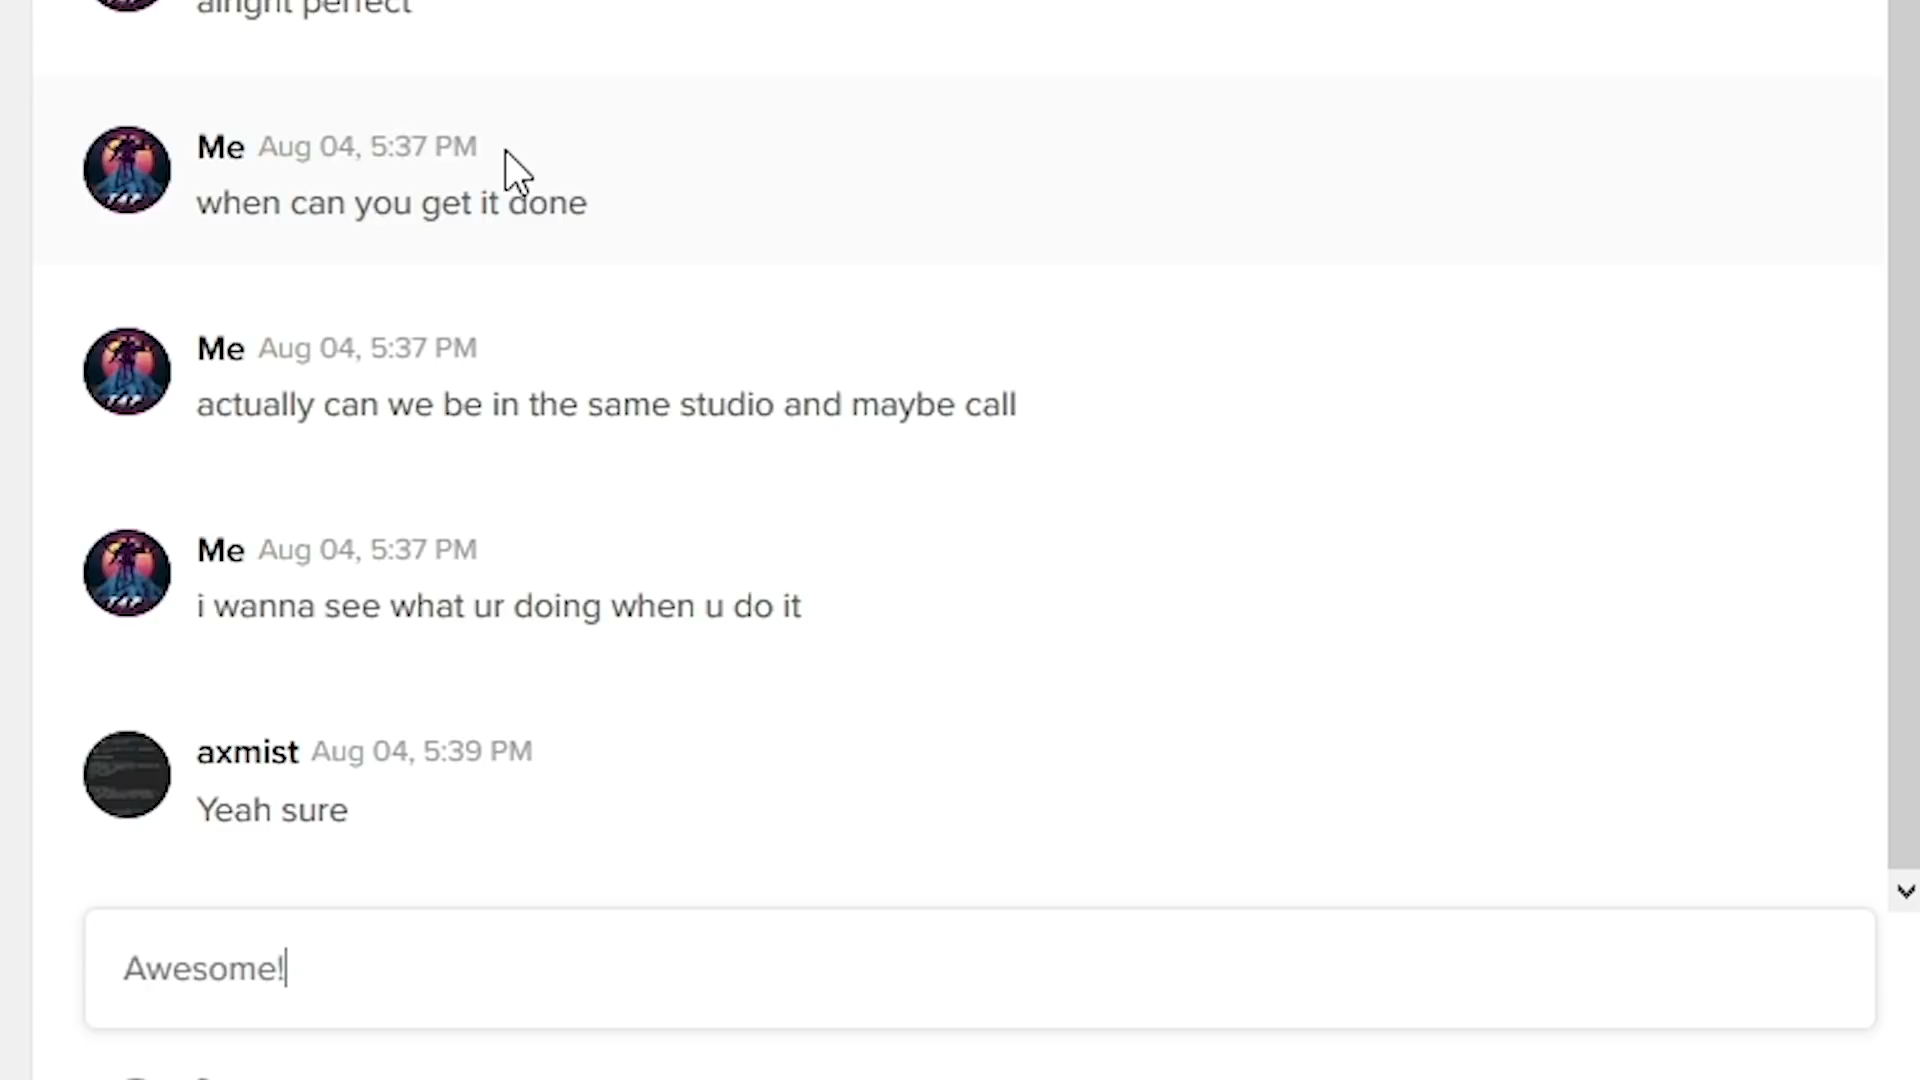 alright perfect
Me Aug 04, 5:37 PM
when can you get it done
Me Aug 04, 5:37 PM
actually can we be in the same studio and maybe call
Me Aug 04, 5:37 PM
i wanna see what ur doing when u do it
axmist Aug 04, 5:39 PM
Yeah sure
Awesome!